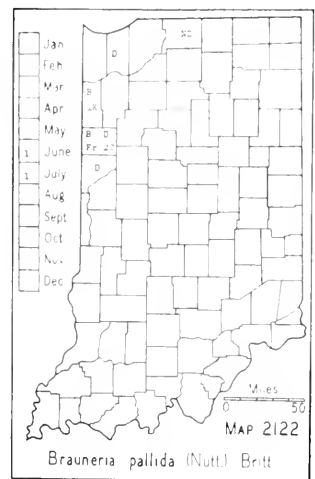 Jan
Feb
Mar
Apr
May
1 June
1 July
Aug
Sept
Oct
Nov
Dec
D
B
B D
D
Miles
0 50
MAP 2122
Brauneria pallida (Nutt.) Britt